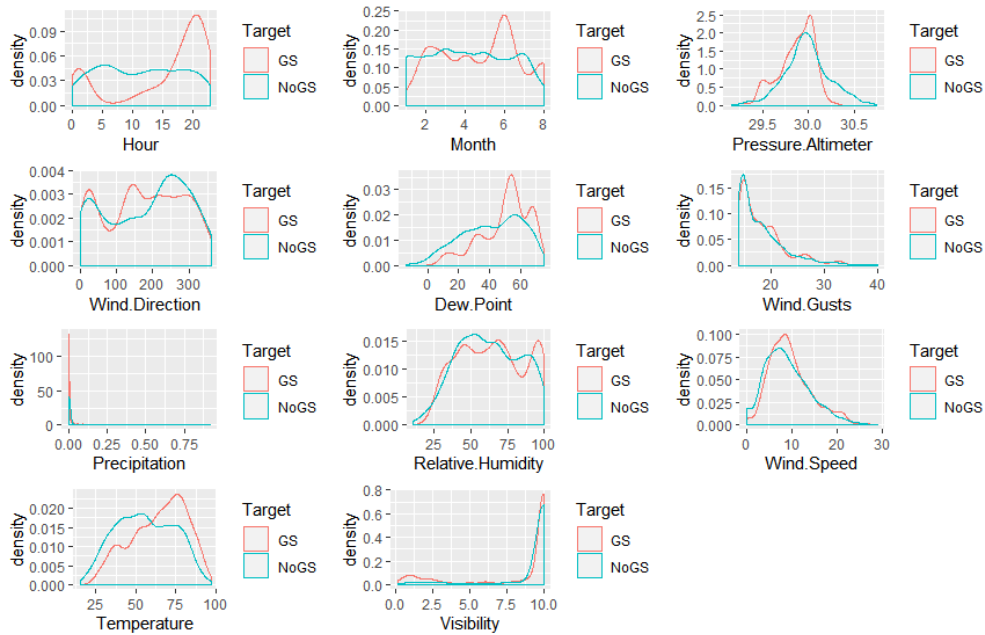 density
0.09
0.06
0.03
0.00
0 5 10 15 20
Hour
Target
GS
NoGS
density
0.25
0.20
0.15
0.10
0.05
0.00
2 4 6 8
Month
Target
GS
NoGS
density
2.5
2.0
1.5
1.0
0.5
0.0
29.5 30.0 30.5
Pressure.Altimeter
Target
GS
NoGS
density
0.004
0.003
0.002
0.001
0.000
0 100 200 300
Wind.Direction
Target
GS
NoGS
density
0.03
0.02
0.01
0.00
0 20 40 60
Dew.Point
Target
GS
NoGS
density
0.15
0.10
0.05
0.00
20 30 40
Wind.Gusts
Target
GS
NoGS
density
100
50
0
0.00 0.25 0.50 0.75
Precipitation
Target
GS
NoGS
density
0.015
0.010
0.005
0.000
25 50 75 100
Relative.Humidity
Target
GS
NoGS
density
0.100
0.075
0.050
0.025
0.000
0 10 20 30
Wind.Speed
Target
GS
NoGS
density
0.020
0.015
0.010
0.005
0.000
25 50 75 100
Temperature
Target
GS
NoGS
density
0.8
0.6
0.4
0.2
0.0
0.0 2.5 5.0 7.5 10.0
Visibility
Target
GS
NoGS